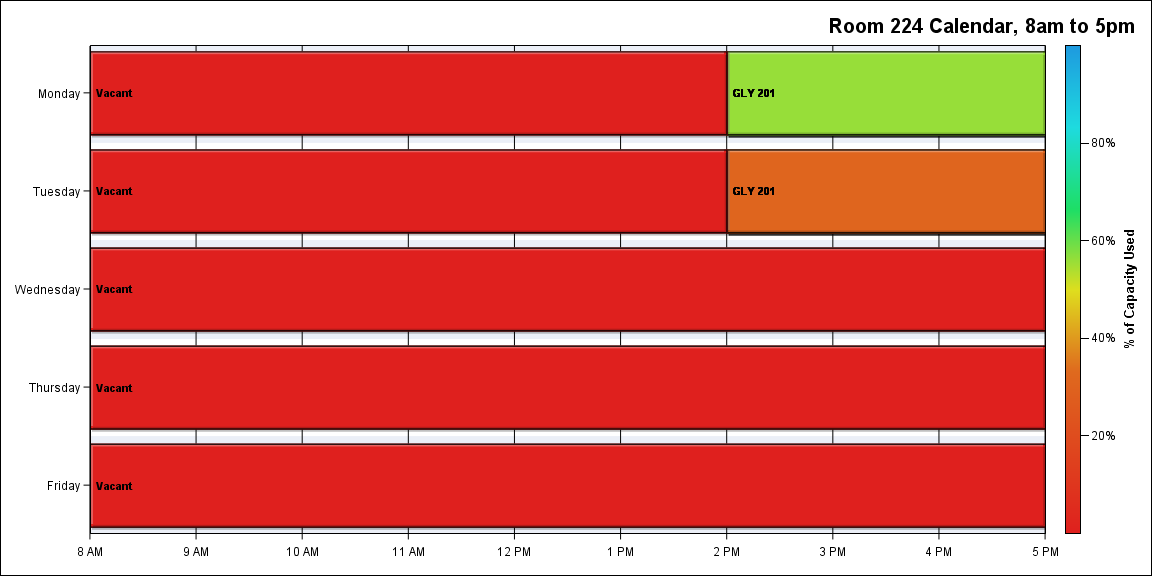 Room 224 Calendar, 8am to 5pm
Monday
Vacant
GLY 201
Tuesday
Vacant
GLY 201
Wednesday
Vacant
Thursday
Vacant
Friday
Vacant
8 AM
9 AM
10 AM
11 AM
12 PM
1 PM
2 PM
3 PM
4 PM
5 PM
80%
60%
40%
20%
% of Capacity Used